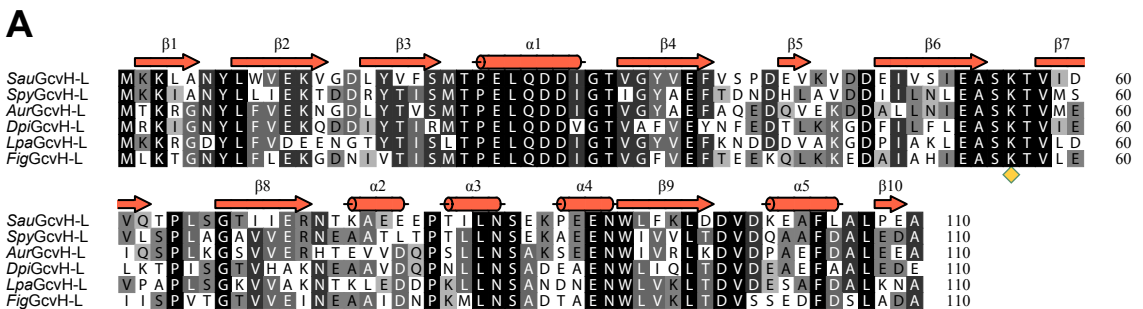 A
β1 β2 β3 α1 β4 β5 β6 β7
SauGcvH-L MKKLANYLWVEKVGDLYVFSMTPELQDDIGTVGYVEFVSPDEVKVDDEIVSIEASKTVID 60
SpyGcvH-L MKKIANYLLIEKTDDRYTISMTPELQDDIGTIGYAEFTDNDHLAVDDIILNLEASKTVMS 60
AurGcvH-L MTKRGNYLFVEKNGDLYTVSMTPELQDDIGTVGYAEFAQEDQVEKDDALLNIEASKTVME 60
DpiGcvH-L MRKIGNYLFVEKQDDIYTIRMTPELQDDVGTVAFVEYNFEDTLKKGDFILFLEASKTVIE 60
LpaGcvH-L MKKRGDYLFVDEENGTYTISLTPELQDDIGTVGYVEFKNDDDVAKGDPIAKLEASKTVLD 60
FigGcvH-L MLKTGNYLFLEKGDNIVTISMTPELQDDIGTVGFVEFTEEKQLKKEDAIAHIEASKTVLE 60
β8 α2 α3 α4 β9 α5 β10
SauGcvH-L VQTPLSGTIIERNTKAEEEPTILNSEKPEENWLFKLDDVDKEAFLALPEA 110
SpyGcvH-L VLSPLAGAVVERNEAATLTPTLLNSEKAEENWIVVLTDVDQAAFDALEDA 110
AurGcvH-L IQSPLKGSVVERHTEVVDQPSLLNSAKSEENWVIRLKDVDPAEFDALEDA 110
DpiGcvH-L LKTPISGTVHAKNEAAVDQPNLLNSADEAENWLIQLTDVDEAEFAALEDE 110
LpaGcvH-L VPAPLSGKVVAKNTKLEDDPKLLNSANDNENWLVKLTDVDESAFDALKNA 110
FigGcvH-L IISPVTGTVVEINEAAIDNPKMLNSADTAENWLVKLTDVSSEDFDSLADA 110